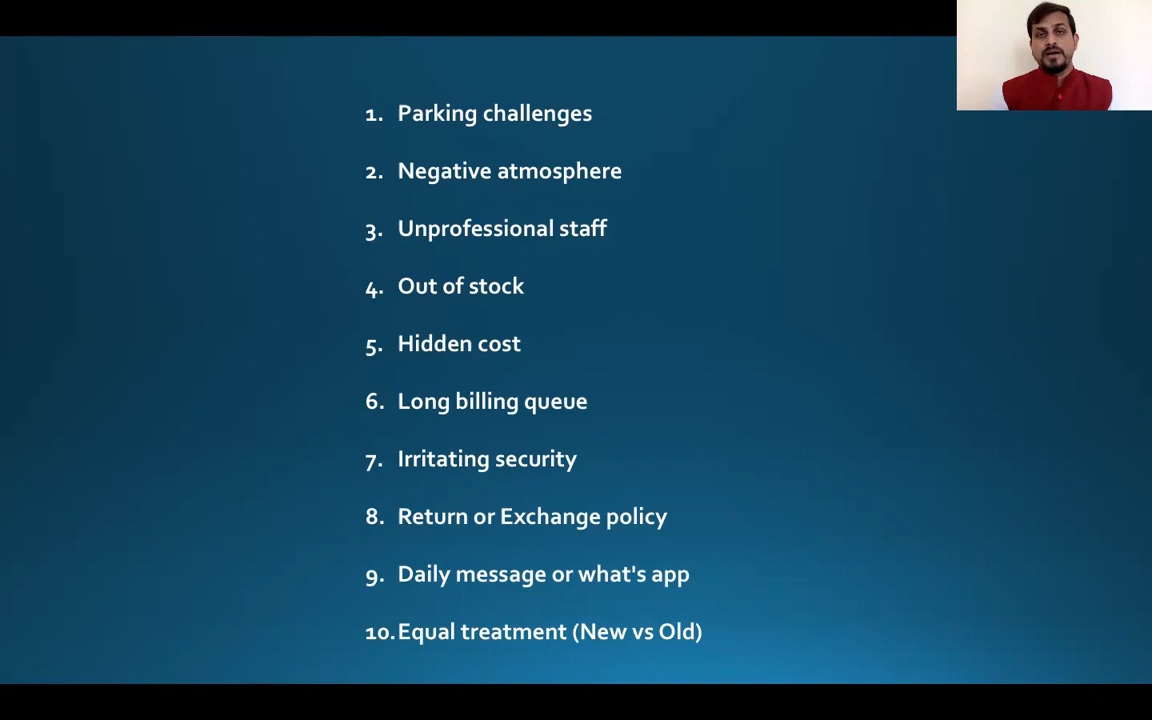 1. Parking challenges
2. Negative atmosphere
3. Unprofessional staff
4. Out of stock
5. Hidden cost
6. Long billing queue
7. Irritating security
8. Return or Exchange policy
9. Daily message or what's app
10. Equal treatment (New vs Old)